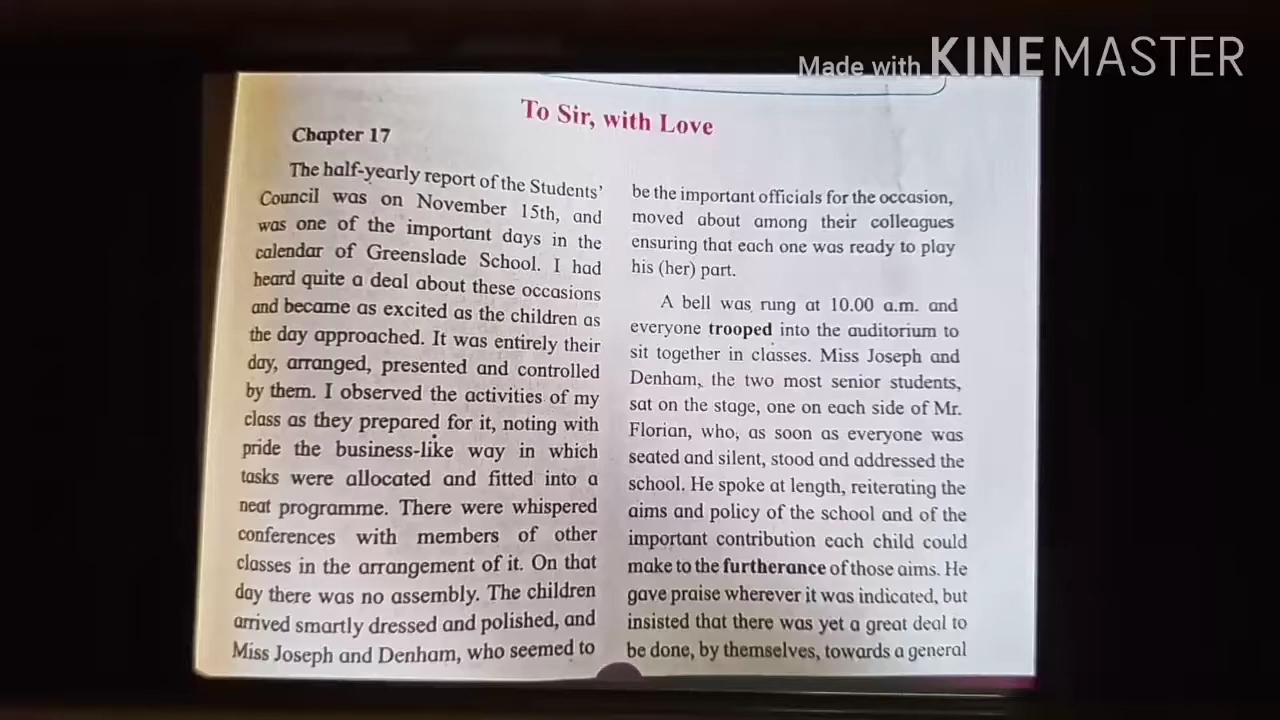 Made with KINEMASTER
To Sir, with Love
Chapter 17
The half-yearly report of the Students'
Council was on November 15th, and
was one of the important days in the
calendar of Greenslade School. I had
heard quite a deal about these occasions
and became as excited as the children as
the day approached. It was entirely their
day, arranged, presented and controlled
by them. I observed the activities of my
class as they prepared for it, noting with
pride the business-like way in which
tasks were allocated and fitted into a
neat programme. There were whispered
conferences with members of other
classes in the arrangement of it. On that
day there was no assembly. The children
arrived smartly dressed and polished, and
Miss Joseph and Denham, who seemed to
be the important officials for the occasion,
moved about among their colleagues
ensuring that each one was ready to play
his (her) part.
A bell was rung at 10.00 a.m. and
everyone trooped into the auditorium to
sit together in classes. Miss Joseph and
Denham, the two most senior students,
sat on the stage, one on each side of Mr.
Florian, who, as soon as everyone was
seated and silent, stood and addressed the
school. He spoke at length, reiterating the
aims and policy of the school and of the
important contribution each child could
make to the furtherance of those aims. He
gave praise wherever it was indicated, but
insisted that there was yet a great deal to
be done, by themselves, towards a general